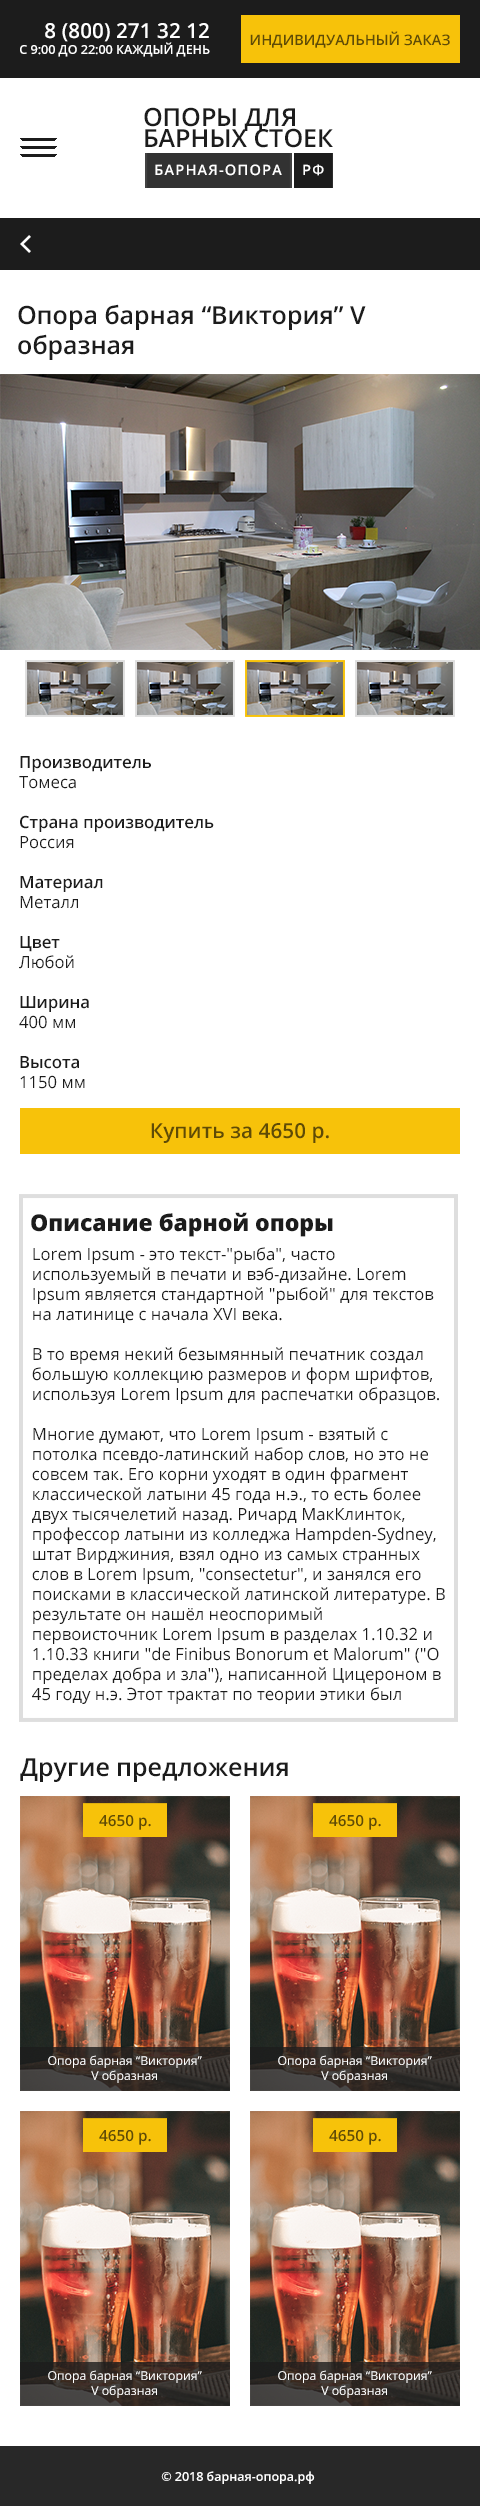 8 (800) 271 32 12
С 9:00 ДО 22:00 КАЖДЫЙ ДЕНЬ
ИНДИВИДУАЛЬНЫЙ ЗАКАЗ
ОПОРЫ ДЛЯ
БАРНЫХ СТОЕК
БАРНАЯ-ОПОРА РФ
Опора барная “Виктория” V
образная
Производитель
Томеса
Страна производитель
Россия
Материал
Металл
Цвет
Любой
Ширина
400 мм
Высота
1150 мм
Купить за 4650 р.
Описание барной опоры
Lorem Ipsum - это текст-"рыба", часто
используемый в печати и вэб-дизайне. Lorem
Ipsum является стандартной "рыбой" для текстов
на латинице с начала XVI века.
В то время некий безымянный печатник создал
большую коллекцию размеров и форм шрифтов,
используя Lorem Ipsum для распечатки образцов.
Многие думают, что Lorem Ipsum - взятый с
потолка псевдо-латинский набор слов, но это не
совсем так. Его корни уходят в один фрагмент
классической латыни 45 года н.э., то есть более
двух тысячелетий назад. Ричард МакКлинток,
профессор латыни из колледжа Hampden-Sydney,
штат Вирджиния, взял одно из самых странных
слов в Lorem Ipsum, "consectetur", и занялся его
поисками в классической латинской литературе. В
результате он нашёл неоспоримый
первоисточник Lorem Ipsum в разделах 1.10.32 и
1.10.33 книги "de Finibus Bonorum et Malorum" ("О
пределах добра и зла"), написанной Цицероном в
45 году н.э. Этот трактат по теории этики был
Другие предложения
4650 р.
Опора барная “Виктория”
V образная
4650 р.
Опора барная “Виктория”
V образная
4650 р.
Опора барная “Виктория”
V образная
4650 р.
Опора барная “Виктория”
V образная
© 2018 барная-опора.рф